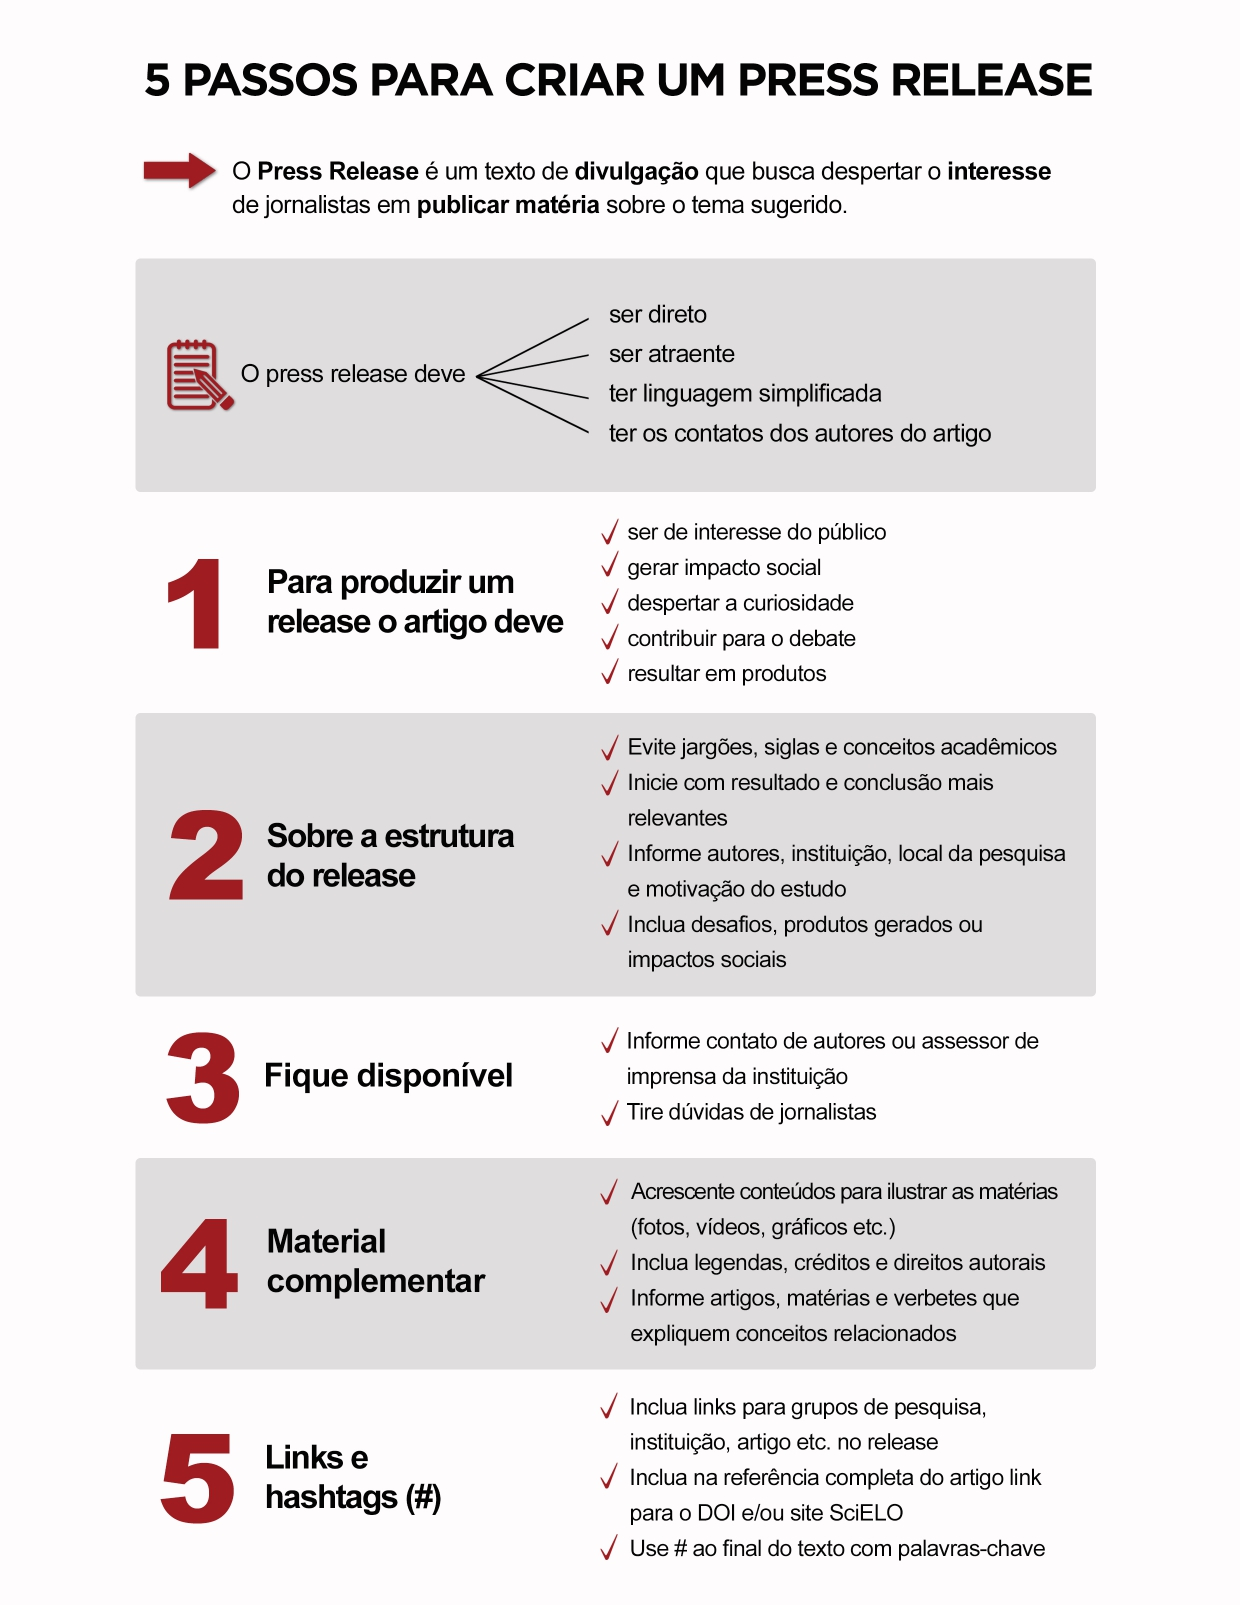 5 PASSOS PARA CRIAR UM PRESS RELEASE
O Press Release é um texto de divulgação que busca despertar o interesse
de jornalistas em publicar matéria sobre o tema sugerido.
O press release deve
ser direto
ser atraente
ter linguagem simplificada
ter os contatos dos autores do artigo
1
Para produzir um
release o artigo deve
ser de interesse do público
gerar impacto social
despertar a curiosidade
contribuir para o debate
resultar em produtos
2
Sobre a estrutura
do release
Evite jargões, siglas e conceitos acadêmicos
Inicie com resultado e conclusão mais
relevantes
Informe autores, instituição, local da pesquisa
e motivação do estudo
Inclua desafios, produtos gerados ou
impactos sociais
3
Fique disponível
Informe contato de autores ou assessor de
imprensa da instituição
Tire dúvidas de jornalistas
4
Material
complementar
Acrescente conteúdos para ilustrar as matérias
(fotos, vídeos, gráficos etc.)
Inclua legendas, créditos e direitos autorais
Informe artigos, matérias e verbetes que
expliquem conceitos relacionados
5
Links e
hashtags (#)
Inclua links para grupos de pesquisa,
instituição, artigo etc. no release
Inclua na referência completa do artigo link
para o DOI e/ou site SciELO
Use # ao final do texto com palavras-chave